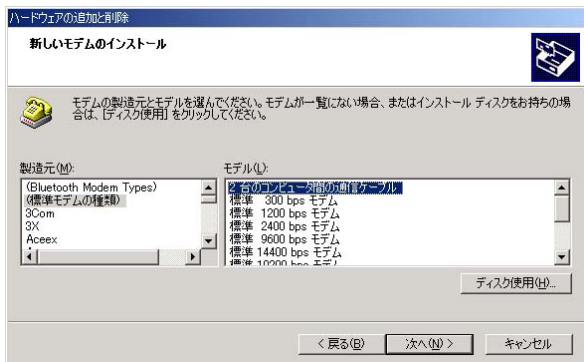 ハードウェアの追加と削除
新しいモデムのインストール
モデムの製造元とモデルを選んでください。モデムが一覧にない場合、またはインストール ディスクをお持ちの場
合は、[ディスク使用] をクリックしてください。
製造元(M):
(Bluetooth Modem Types)
(標準モデムの種類)
3Com
3X
Aceex
モデル(L):
2 台のコンピュータ間の通信ケーブル
標準 300 bps モデム
標準 1200 bps モデム
標準 2400 bps モデム
標準 9600 bps モデム
標準 14400 bps モデム
標準 19200 bps モデム
ディスク使用(H)...
< 戻る(B)
次へ(N) >
キャンセル